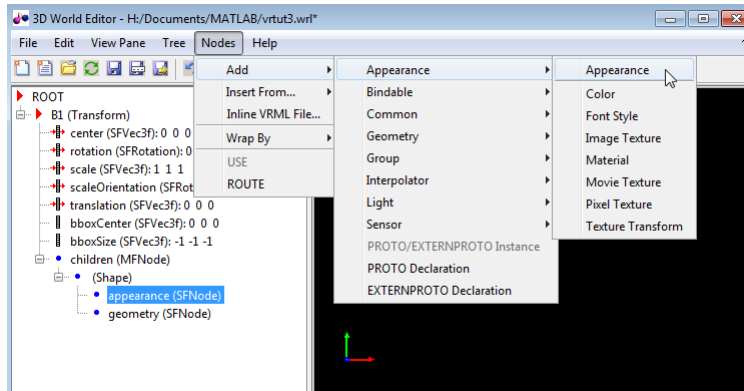 3D World Editor - H:/Documents/MATLAB/vrtut3.wrl*
File Edit View Pane Tree Nodes Help
ROOT
B1 (Transform)
center (SFVec3f): 0 0 0
rotation (SFRotation): 0
scale (SFVec3f): 1 1 1
scaleOrientation (SFRot
translation (SFVec3f): 0 0 0
bboxCenter (SFVec3f): 0 0 0
bboxSize (SFVec3f): -1 -1 -1
children (MFNode)
(Shape)
appearance (SFNode)
geometry (SFNode)
Add
Insert From...
Inline VRML File...
Wrap By
USE
ROUTE
Appearance
Bindable
Common
Geometry
Group
Interpolator
Light
Sensor
PROTO/EXTERNPROTO Instance
PROTO Declaration
EXTERNPROTO Declaration
Appearance
Color
Font Style
Image Texture
Material
Movie Texture
Pixel Texture
Texture Transform